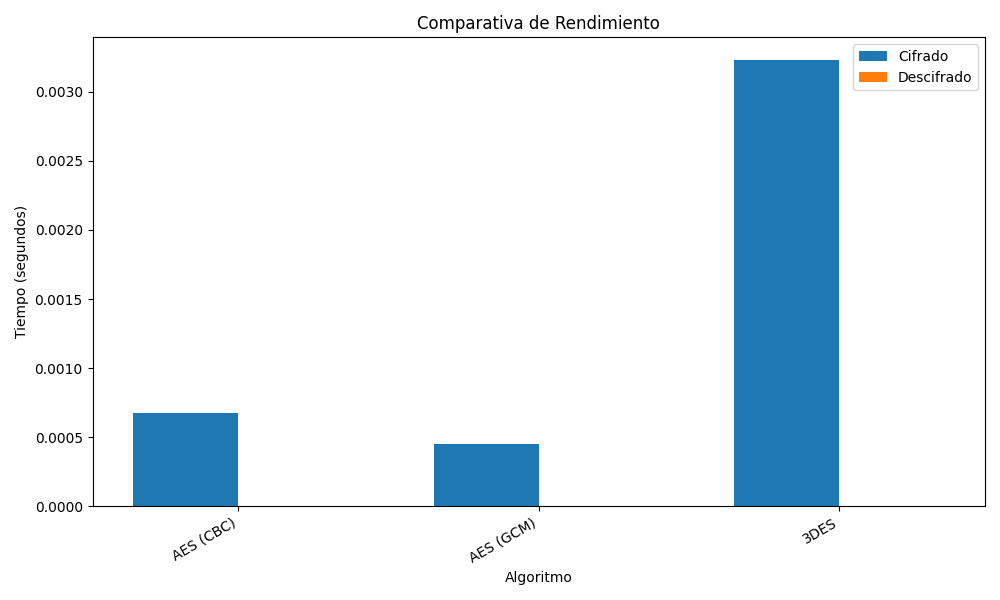 Comparativa de Rendimiento
Cifrado
Descifrado
Tiempo (segundos)
0.0030
0.0025
0.0020
0.0015
0.0010
0.0005
0.0000
AES (CBC)
AES (GCM)
3DES
Algoritmo